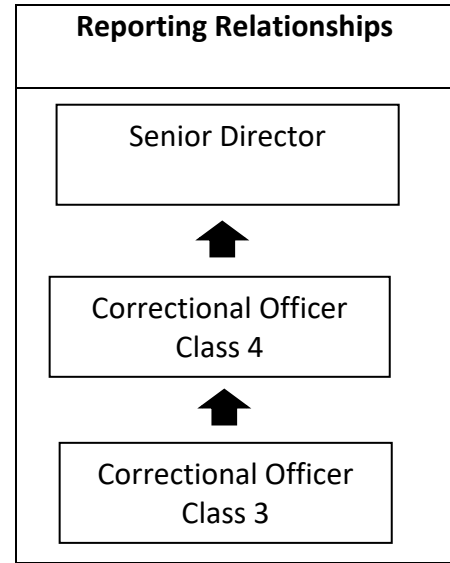 Reporting Relationships
Senior Director
Correctional Officer
Class 4
Correctional Officer
Class 3